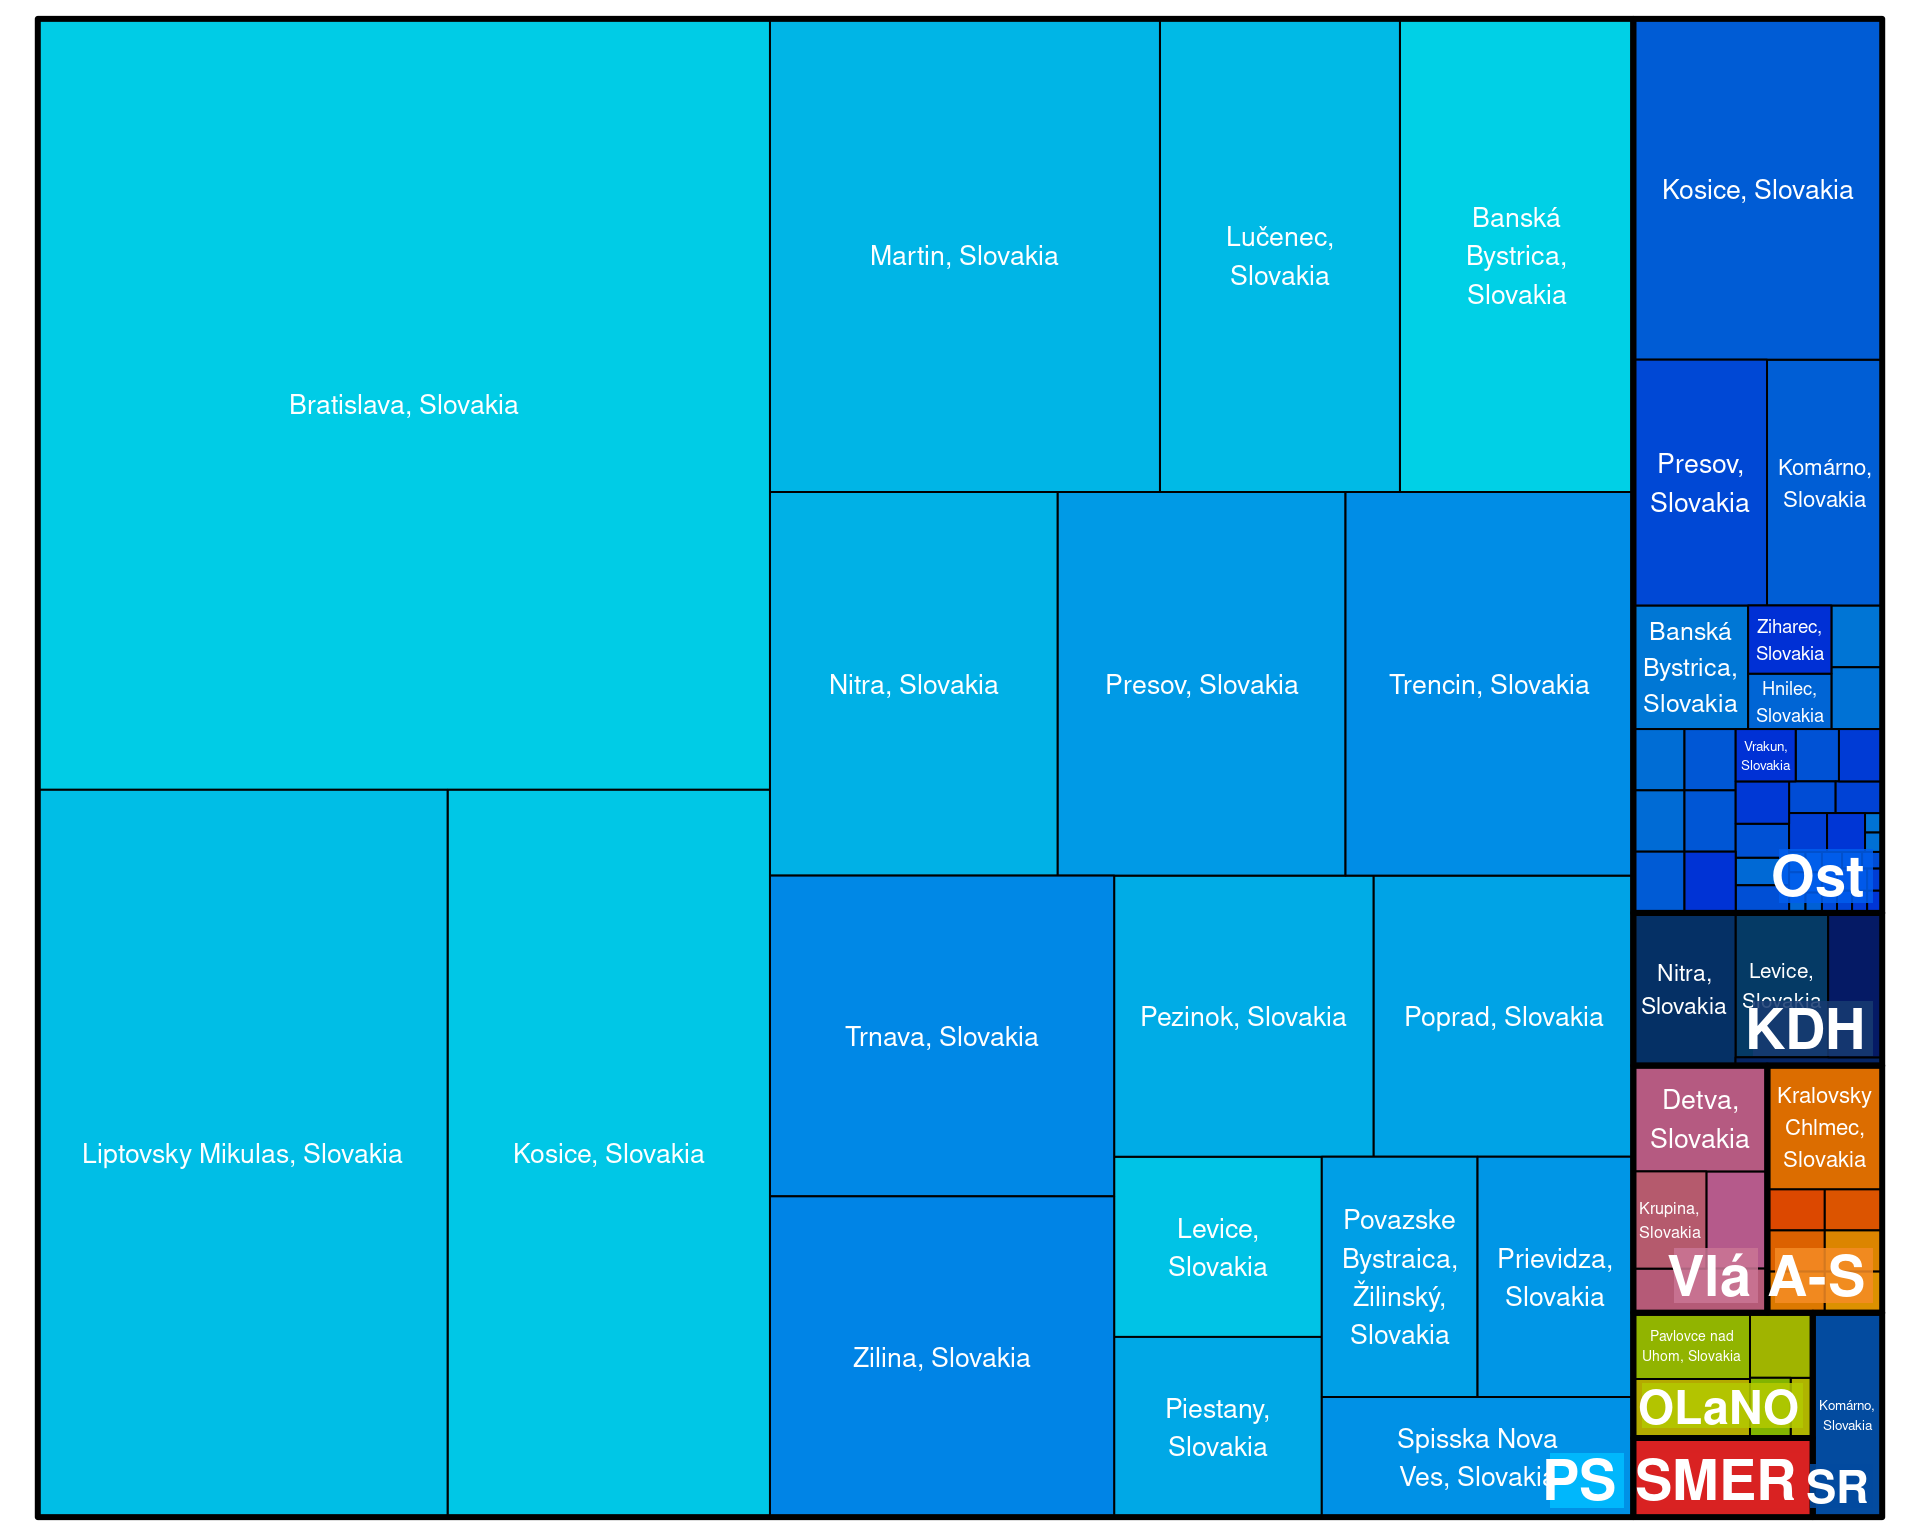 Bratislava, Slovakia
Martin, Slovakia
Lučenec,
Slovakia
Banská
Bystrica,
Slovakia
Kosice, Slovakia
Presov,
Slovakia
Komárno,
Slovakia
Banská
Bystrica,
Slovakia
Ziharec,
Slovakia
Hnilec,
Slovakia
Vrakun,
Slovakia
Ost
Nitra, Slovakia
Presov, Slovakia
Trencin, Slovakia
Liptovsky Mikulas, Slovakia
Kosice, Slovakia
Trnava, Slovakia
Zilina, Slovakia
Pezinok, Slovakia
Poprad, Slovakia
Levice,
Slovakia
Piestany,
Slovakia
Povazske
Bystraica,
Žilinský,
Slovakia
Prievidza,
Slovakia
Spisska Nova
Ves, Slovakia
PS
Nitra,
Slovakia
Levice,
Slovakia
KDH
Detva,
Slovakia
Krupina,
Slovakia
Vlá
Kralovsky
Chlmec,
Slovakia
A-S
Pavlovce nad
Uhom, Slovakia
OLaNO
Komárno,
Slovakia
SMER
SR